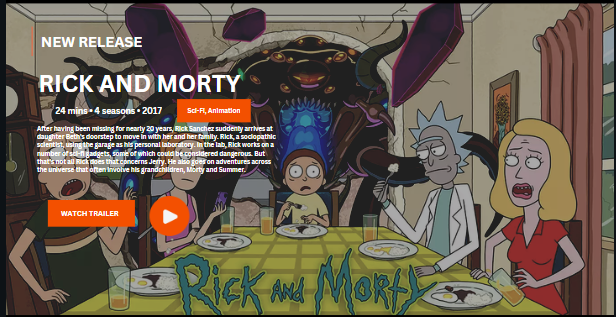 NEW RELEASE
RICK AND MORTY
24 mins • 4 seasons • 2017 Sci-Fi, Animation
After having been missing for nearly 20 years, Rick Sanchez suddenly arrives at
daughter Beth's doorstep to move in with her and her family. Rick, a sociopathic
scientist, using the garage as his personal laboratory. In the lab, Rick works on a
number of sci-fi gadgets, some of which could be considered dangerous. But
that's not all Rick does that concerns Jerry. He also goes on adventures across
the universe that often involve his grandchildren, Morty and Summer.
WATCH TRAILER
RICK AND MORTY